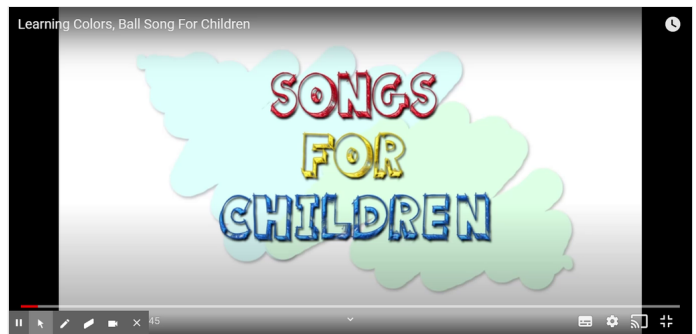 Learning Colors, Ball Song For Children
SONGS
FOR
CHILDREN
45